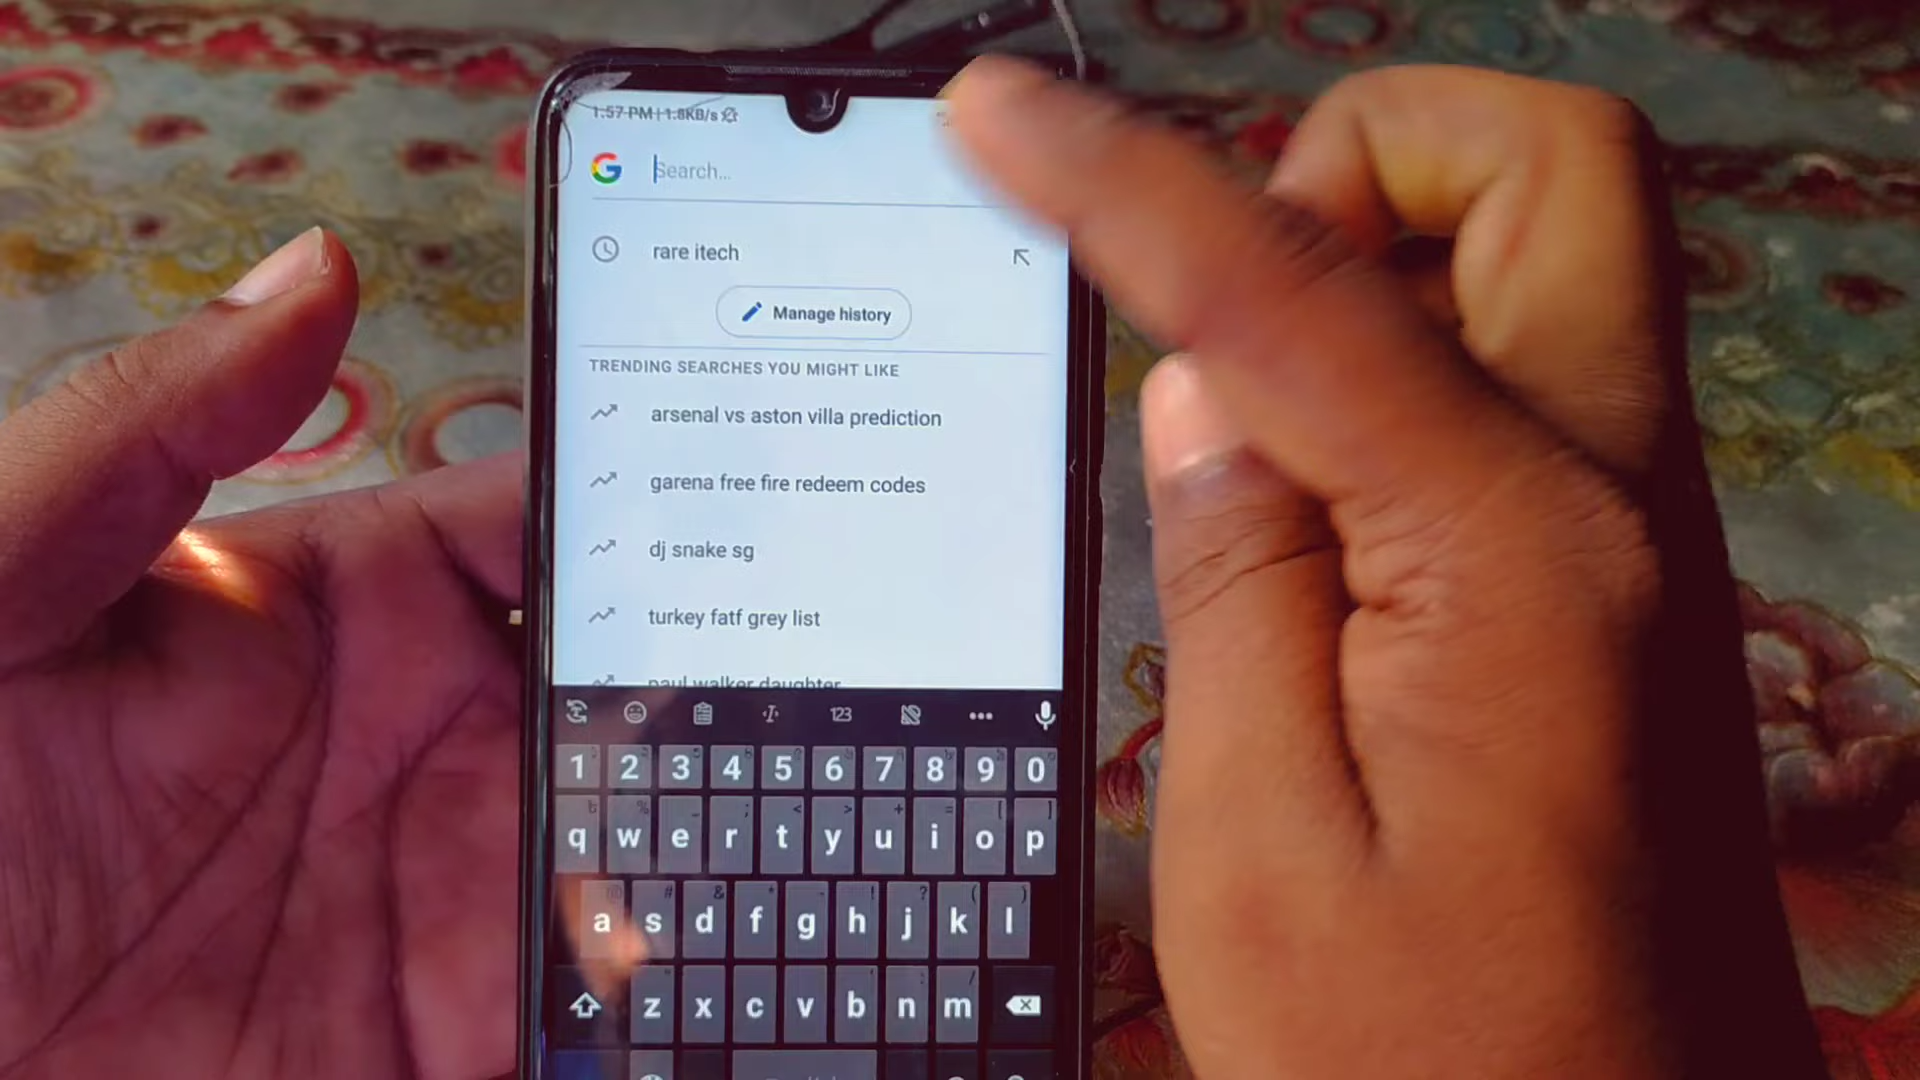 1:57 PM | 1.8KB/s
Search...
rare itech
Manage history
TRENDING SEARCHES YOU MIGHT LIKE
arsenal vs aston villa prediction
garena free fire redeem codes
dj snake sg
turkey fatf grey list
paul walker daughter
123
1 2 3 4 5 6 7 8 9 0
q w e r t y u i o p
a s d f g h j k l
z x c v b n m